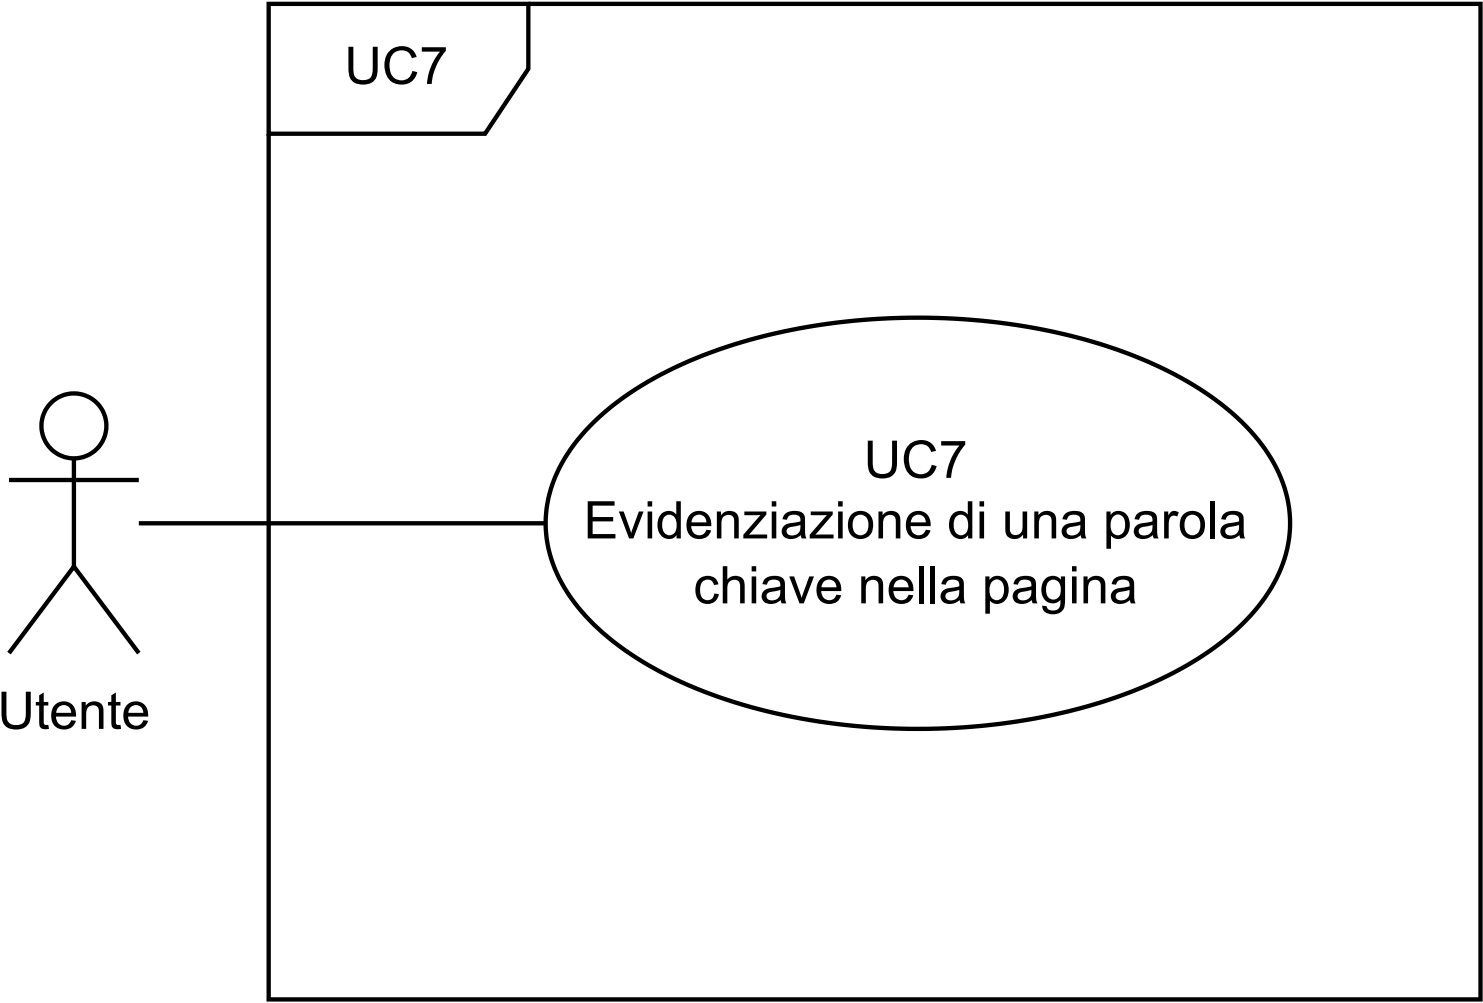 UC7
UC7
Evidenziazione di una parola
chiave nella pagina
Utente